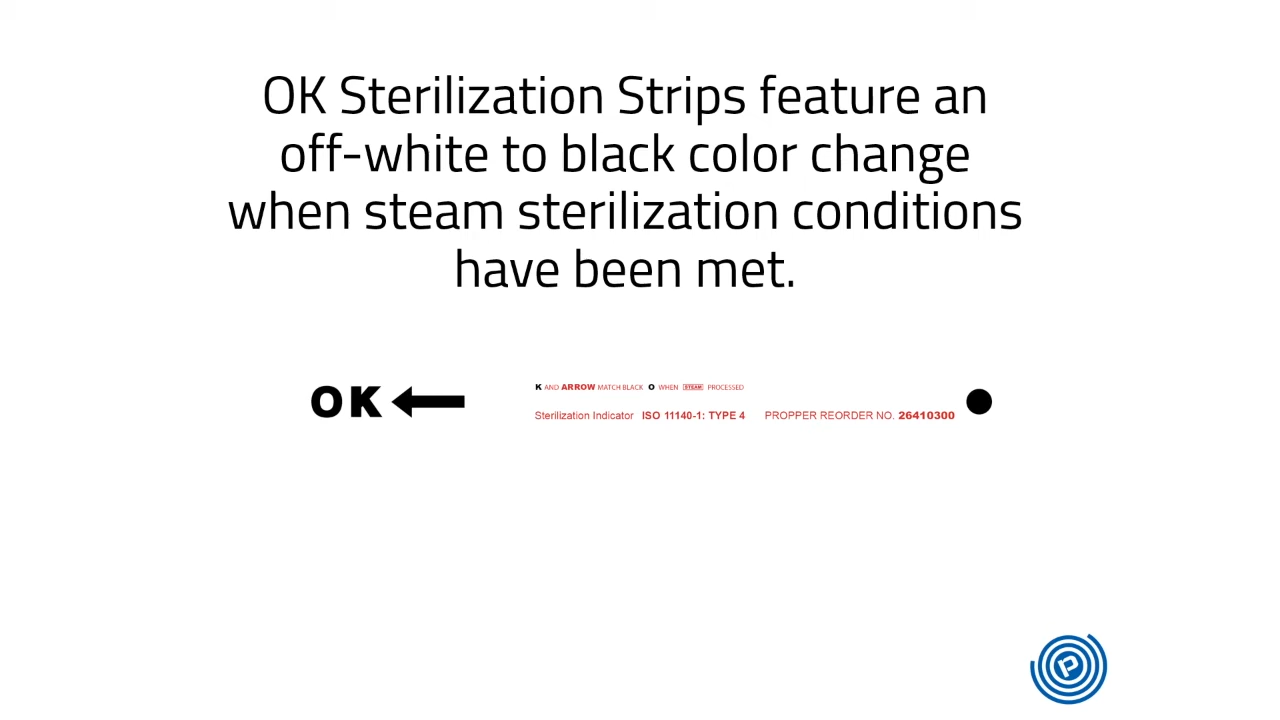 OK Sterilization Strips feature an
off-white to black color change
when steam sterilization conditions
have been met.
OK
K AND ARROW MATCH BLACK O WHEN STEAM PROCESSED
Sterilization Indicator ISO 11140-1: TYPE 4 PROPPER REORDER NO. 26410300
P